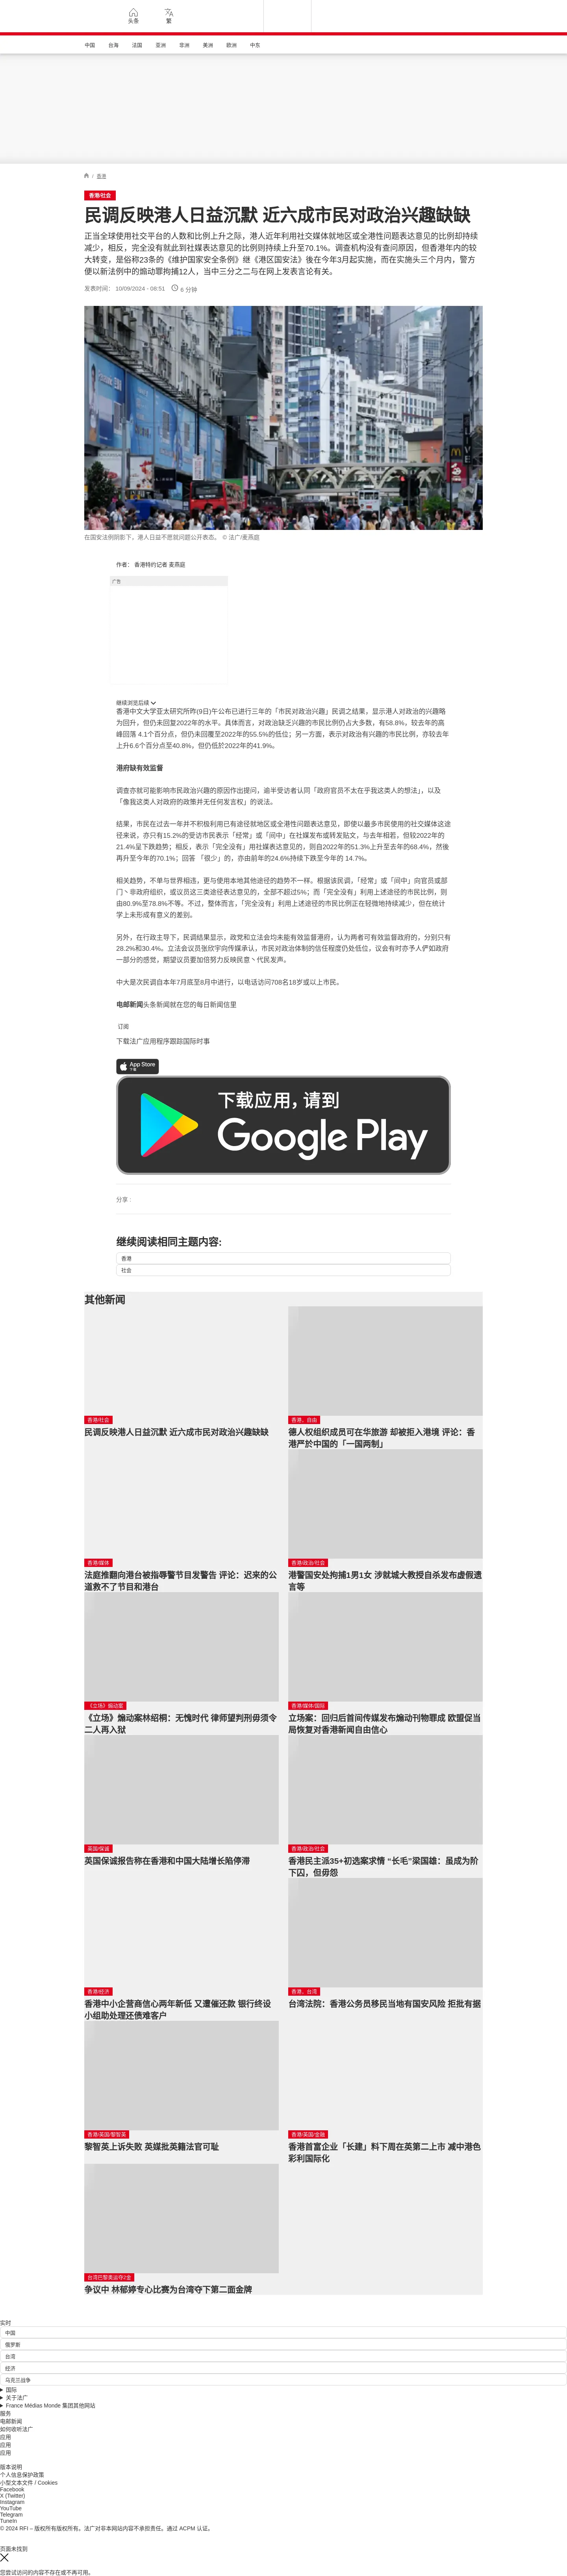 头条
繁
中国
台海
法国
亚洲
非洲
美洲
欧洲
中东
/ 香港
香港/社会
民调反映港人日益沉默 近六成市民对政治兴趣缺缺
正当全球使用社交平台的人数和比例上升之际，港人近年利用社交媒体就地区或全港性问题表达意见的比例却持续
减少，相反，完全没有就此到社媒表达意见的比例则持续上升至70.1%。调查机构没有查问原因，但香港年内的较
大转变，是俗称23条的《维护国家安全条例》继《港区国安法》後在今年3月起实施，而在实施头三个月内，警方
便以新法例中的煽动罪拘捕12人，当中三分之二与在网上发表言论有关。
发表时间： 10/09/2024 - 08:51
6 分钟
在国安法例阴影下，港人日益不愿就问题公开表态。 © 法广/麦燕庭
作者： 香港特约记者 麦燕庭
广告
继续浏览后续
香港中文大学亚太研究所昨(9日)午公布已进行三年的「市民对政治兴趣」民调之结果，显示港人对政治的兴趣略
为回升，但仍未回复2022年的水平。具体而言，对政治缺乏兴趣的市民比例仍占大多数，有58.8%，较去年的高
峰回落 4.1个百分点，但仍未回覆至2022年的55.5%的低位；另一方面，表示对政治有兴趣的市民比例，亦较去年
上升6.6个百分点至40.8%，但仍低於2022年的41.9%。
港府缺有效监督
调查亦就可能影响市民政治兴趣的原因作出提问，逾半受访者认同「政府官员不太在乎我这类人的想法」，以及
「像我这类人对政府的政策并无任何发言权」的说法。
结果，市民在过去一年并不积极利用已有途径就地区或全港性问题表达意见，即使以最多市民使用的社交媒体这途
径来说，亦只有15.2%的受访市民表示「经常」或「间中」在社媒发布或转发贴文，与去年相若，但较2022年的
21.4%呈下跌趋势；相反，表示「完全没有」用社媒表达意见的，则自2022年的51.3%上升至去年的68.4%，然後
再升至今年的70.1%；回答 「很少」的，亦由前年的24.6%持续下跌至今年的 14.7%。
相关趋势，不单与世界相违，更与使用本地其他途径的趋势不一样。根据该民调，「经常」或「间中」向官员或部
门丶非政府组织，或议员这三类途径表达意见的，全部不超过5%；而「完全没有」利用上述途径的市民比例，则
由80.9%至78.8%不等。不过，整体而言，「完全没有」利用上述途径的市民比例正在轻微地持续减少，但在统计
学上未形成有意义的差别。
另外，在行政主导下，民调结果显示，政党和立法会均未能有效监督港府，认为两者可有效监督政府的，分别只有
28.2%和30.4%。立法会议员张欣宇向传媒承认，市民对政治体制的信任程度仍处低位，议会有时亦予人俨如政府
一部分的感觉，期望议员要加倍努力反映民意丶代民发声。
中大是次民调自本年7月底至8月中进行，以电话访问708名18岁或以上市民。
电邮新闻头条新闻就在您的每日新闻信里
订阅
下载法广应用程序跟踪国际时事
App Store
下载
下载应用，请到
Google Play
分享 :
继续阅读相同主题内容:
香港
社会
其他新闻
香港/社会
民调反映港人日益沉默 近六成市民对政治兴趣缺缺
香港、自由
德人权组织成员可在华旅游 却被拒入港境 评论：香
港严於中国的「一国两制」
香港/媒体
法庭推翻向港台被指辱警节目发警告 评论：迟来的公
道救不了节目和港台
香港/政治/社会
港警国安处拘捕1男1女 涉就城大教授自杀发布虚假遗
言等
《立场》煽动案
《立场》煽动案林绍桐：无愧时代 律师望判刑毋须令
二人再入狱
香港/媒体/国际
立场案：回归后首间传媒发布煽动刊物罪成 欧盟促当
局恢复对香港新闻自由信心
英国/保诚
英国保诚报告称在香港和中国大陆增长陷停滞
香港/政治/社会
香港民主派35+初选案求情 “长毛”梁国雄：虽成为阶
下囚，但毋怨
香港/经济
香港中小企营商信心两年新低 又遭催还款 银行终设
小组助处理还债难客户
香港、台湾
台湾法院：香港公务员移民当地有国安风险 拒批有据
香港/英国/黎智英
黎智英上诉失败 英媒批英籍法官可耻
香港/英国/金融
香港首富企业「长建」料下周在英第二上市 减中港色
彩利国际化
台湾巴黎奥运夺2金
争议中 林郁婷专心比赛为台湾夺下第二面金牌
实时
中国
俄罗斯
台湾
经济
乌克兰战争
国际
关于法广
France Médias Monde 集团其他网站
服务
电邮新闻
如何收听法广
应用
应用
应用
版本说明
个人信息保护政策
小型文本文件 / Cookies
Facebook
X (Twitter)
Instagram
YouTube
Telegram
TuneIn
© 2024 RFI – 版权所有版权所有。法广对非本网站内容不承担责任。通过 ACPM 认证。
页面未找到
您尝试访问的内容不存在或不再可用。